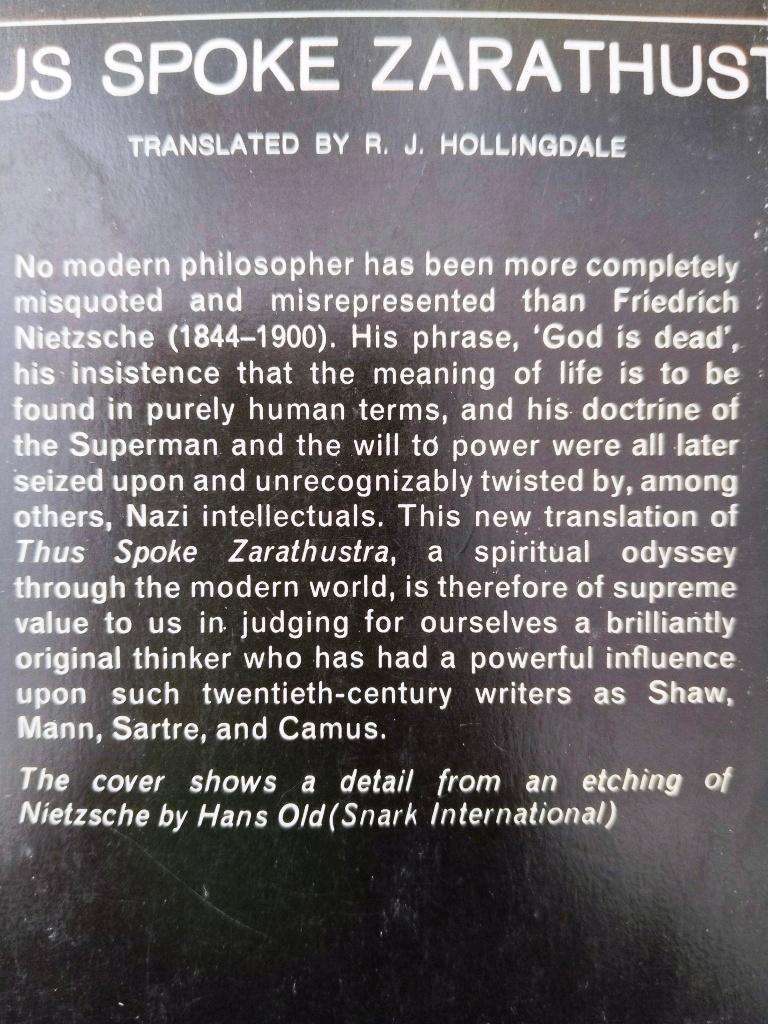 US SPOKE ZARATHUST
TRANSLATED BY R. J. HOLLINGDALE
No modern philosopher has been more completely
misquoted and misrepresented than Friedrich
Nietzsche (1844–1900). His phrase, ‘God is dead’,
his insistence that the meaning of life is to be
found in purely human terms, and his doctrine of
the Superman and the will to power were all later
seized upon and unrecognizably twisted by, among
others, Nazi intellectuals. This new translation of
Thus Spoke Zarathustra, a spiritual odyssey
through the modern world, is therefore of supreme
value to us in judging for ourselves a brilliantly
original thinker who has had a powerful influence
upon such twentieth-century writers as Shaw,
Mann, Sartre, and Camus.
The cover shows a detail from an etching of
Nietzsche by Hans Old (Snark International)